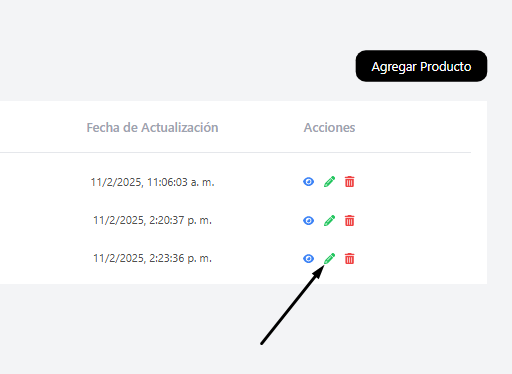 Agregar Producto
Fecha de Actualización Acciones
11/2/2025, 11:06:03 a. m.
11/2/2025, 2:20:37 p. m.
11/2/2025, 2:23:36 p. m.